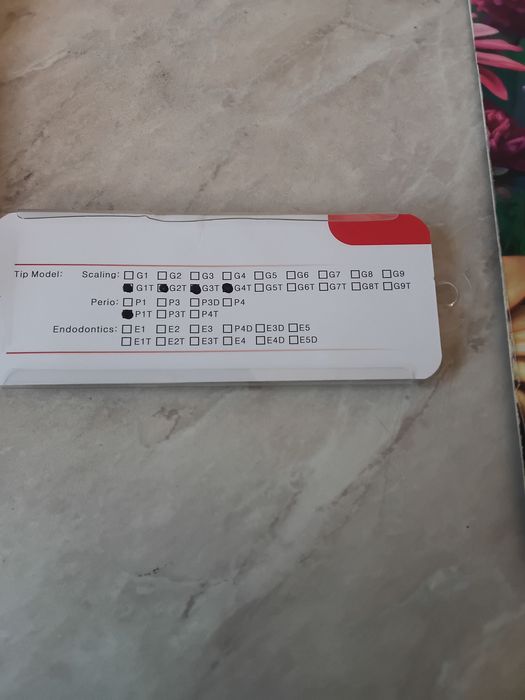 Tip Model: Scaling: □G1 □G2 □G3 □G4 □G5 □G6 □G7 □G8 □G9
■G1T ■G2T ■G3T ■G4T □G5T □G6T □G7T □G8T □G9T
Perio: □P1 □P3 □P3D □P4
■P1T □P3T □P4T
Endodontics: □E1 □E2 □E3 □P4D □E3D □E5
□E1T □E2T □E3T □E4 □E4D □E5D